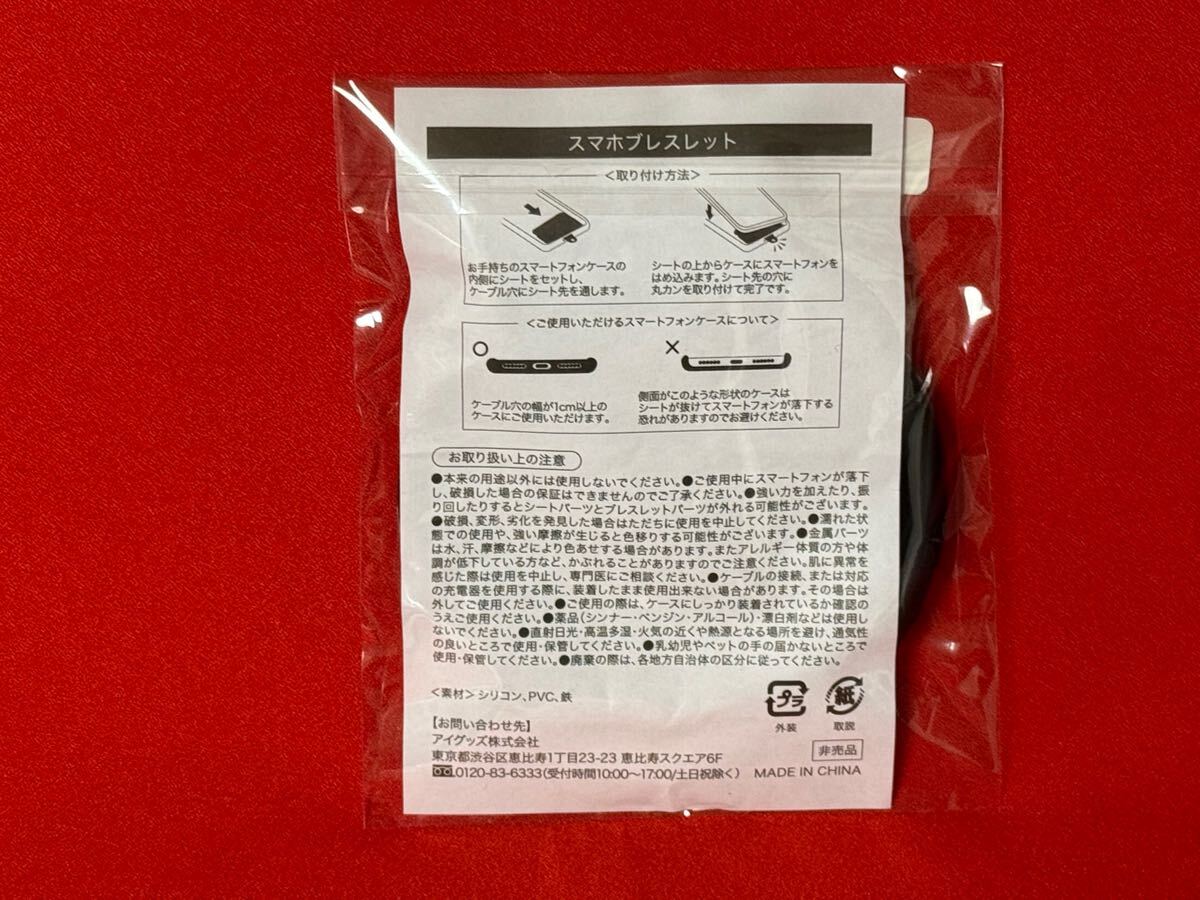 スマホブレスレット
＜取り付け方法＞
お手持ちのスマートフォンケースの
内側にシートをセットし、
ケーブル穴にシート先を通します。
シートの上からケースにスマートフォンを
はめ込みます。シート先の穴に
丸カンを取り付けて完了です。
＜ご使用いただけるスマートフォンケースについて＞
○
ケーブル穴の幅が1cm以上の
ケースにご使用いただけます。
×
側面がこのような形状のケースは
シートが抜けてスマートフォンが落下する
恐れがありますのでお避けください。
お取り扱い上の注意
●本来の用途以外には使用しないでください。●ご使用中にスマートフォンが落下
し、破損した場合の保証はできませんのでご了承ください。●強い力を加えたり、振
り回したりするとシートパーツとブレスレットパーツが外れる可能性がございます。
●破損、変形、劣化を発見した場合はただちに使用を中止してください。●濡れた状
態での使用や、強い摩擦が生じると色移りする可能性がございます。●金属パーツ
は水、汗、摩擦などにより色あせする場合があります。またアレルギー体質の方や体
調が低下している方など、かぶれることがありますのでご注意ください。肌に異常を
感じた際は使用を中止し、専門医にご相談ください。●ケーブルの接続、または対応
の充電器を使用する際に、装着したまま使用出来ない場合があります。その場合は
外してご使用ください。●ご使用の際は、ケースにしっかり装着されているか確認の
うえご使用ください。●薬品(シンナー・ベンジン・アルコール)・漂白剤などは使用し
ないでください。●直射日光・高温多湿・火気の近くや熱源となる場所を避け、通気性
の良いところで使用・保管してください。●乳幼児やペットの手の届かないところで
使用・保管してください。●廃棄の際は、各地方自治体の区分に従ってください。
＜素材＞シリコン、PVC、鉄
プラ
外装
紙
取説
【お問い合わせ先】
アイグッズ株式会社
東京都渋谷区恵比寿1丁目23-23 恵比寿スクエア6F
0120-83-6333(受付時間10:00〜17:00/土日祝除く)
非売品
MADE IN CHINA